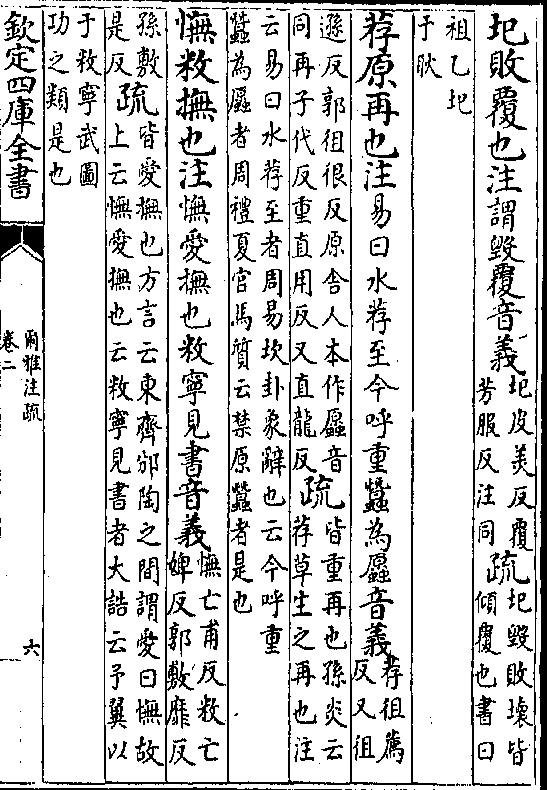 圯敗覆也注謂毀覆音義圯皮美反覆芳服反注同疏圯毀敗壞皆傾覆也書曰
祖乙圯于耿
荐原再也注易曰水荐至今呼重蠶為𠪺音義荐徂薦反又徂
遜反郭徂很反原舍人本作𠪺音同再子代反重直用反又直龍反疏皆重再也孫炎云荐草生之再也注
云易曰水荐至者周易坎卦象辭也云今呼重蠶為𠪺者周禮夏官馬質云禁原蠶者是也
憮敉撫也注憮愛撫也敉寧見書音義憮亡甫反敉亡婢反郭敷靡反
孫敷是反疏皆愛撫也方言云東齊邠陶之間謂愛曰憮故上云憮愛撫也云敉寧見書者大誥云予翼以
于敉寧武圖功之類是也
欽定四庫全書
爾雅注疏
卷二
六